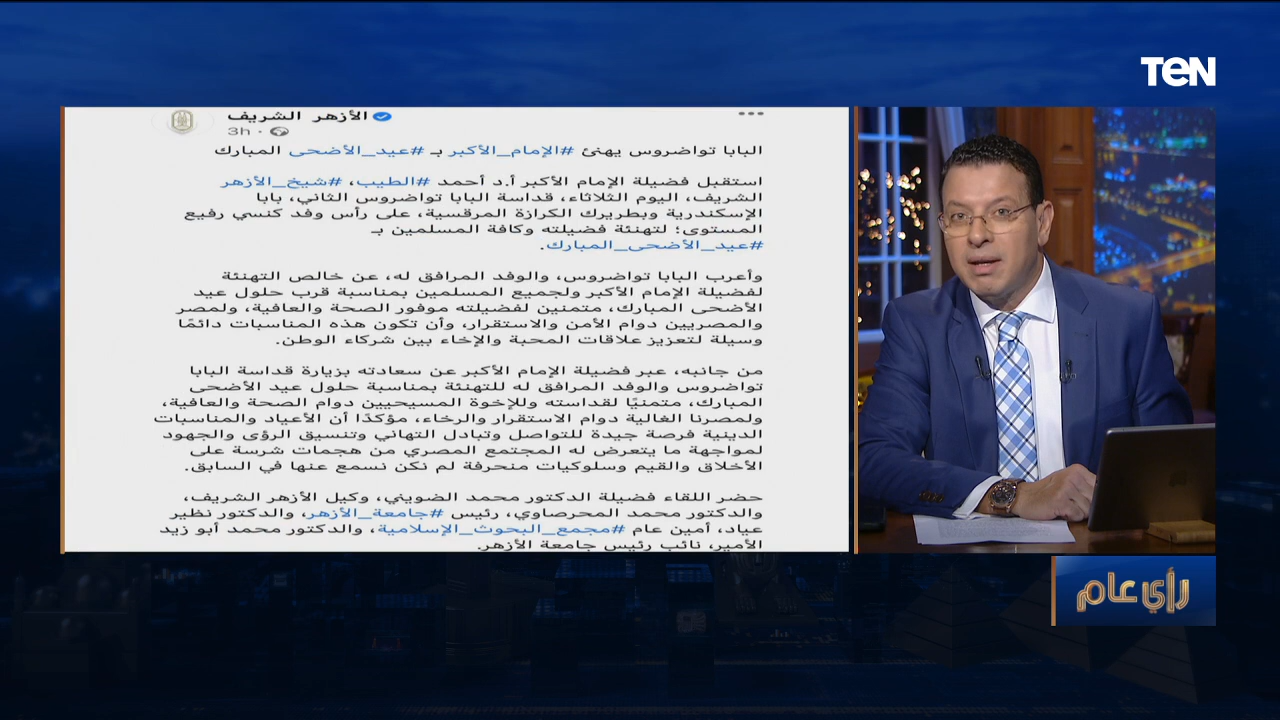 TEN
الأزهر الشريف
3h
البابا تواضروس يهنئ #الإمام_الأكبر بـ #عيد_الأضحى المبارك
استقبل فضيلة الإمام الأكبر أ.د أحمد #الطيب، #شيخ_الأزهر
الشريف، اليوم الثلاثاء، قداسة البابا تواضروس الثاني، بابا
الإسكندرية وبطريرك الكرازة المرقسية، على رأس وفد كنسي رفيع
المستوى؛ لتهنئة فضيلته وكافة المسلمين بـ
#عيد_الأضحى_المبارك.
وأعرب البابا تواضروس، والوفد المرافق له، عن خالص التهنئة
لفضيلة الإمام الأكبر ولجميع المسلمين بمناسبة قرب حلول عيد
الأضحى المبارك، متمنين لفضيلته موفور الصحة والعافية، ولمصر
والمصريين دوام الأمن والاستقرار، وأن تكون هذه المناسبات دائمًا
وسيلة لتعزيز علاقات المحبة والإخاء بين شركاء الوطن.
من جانبه، عبر فضيلة الإمام الأكبر عن سعادته بزيارة قداسة البابا
تواضروس والوفد المرافق له للتهنئة بمناسبة حلول عيد الأضحى
المبارك، متمنيًا لقداسته وللإخوة المسيحيين دوام الصحة والعافية،
ولمصرنا الغالية دوام الاستقرار والرخاء، مؤكدًا أن الأعياد والمناسبات
الدينية فرصة جيدة للتواصل وتبادل التهاني وتنسيق الرؤى والجهود
لمواجهة ما يتعرض له المجتمع المصري من هجمات شرسة على
الأخلاق والقيم وسلوكيات منحرفة لم نكن نسمع عنها في السابق.
حضر اللقاء فضيلة الدكتور محمد الضويني، وكيل الأزهر الشريف،
والدكتور محمد المحرصاوي، رئيس #جامعة_الأزهر، والدكتور نظير
عياد، أمين عام #مجمع_البحوث_الإسلامية، والدكتور محمد أبو زيد
الأمير، نائب رئيس جامعة الأزهر.
رأي عام